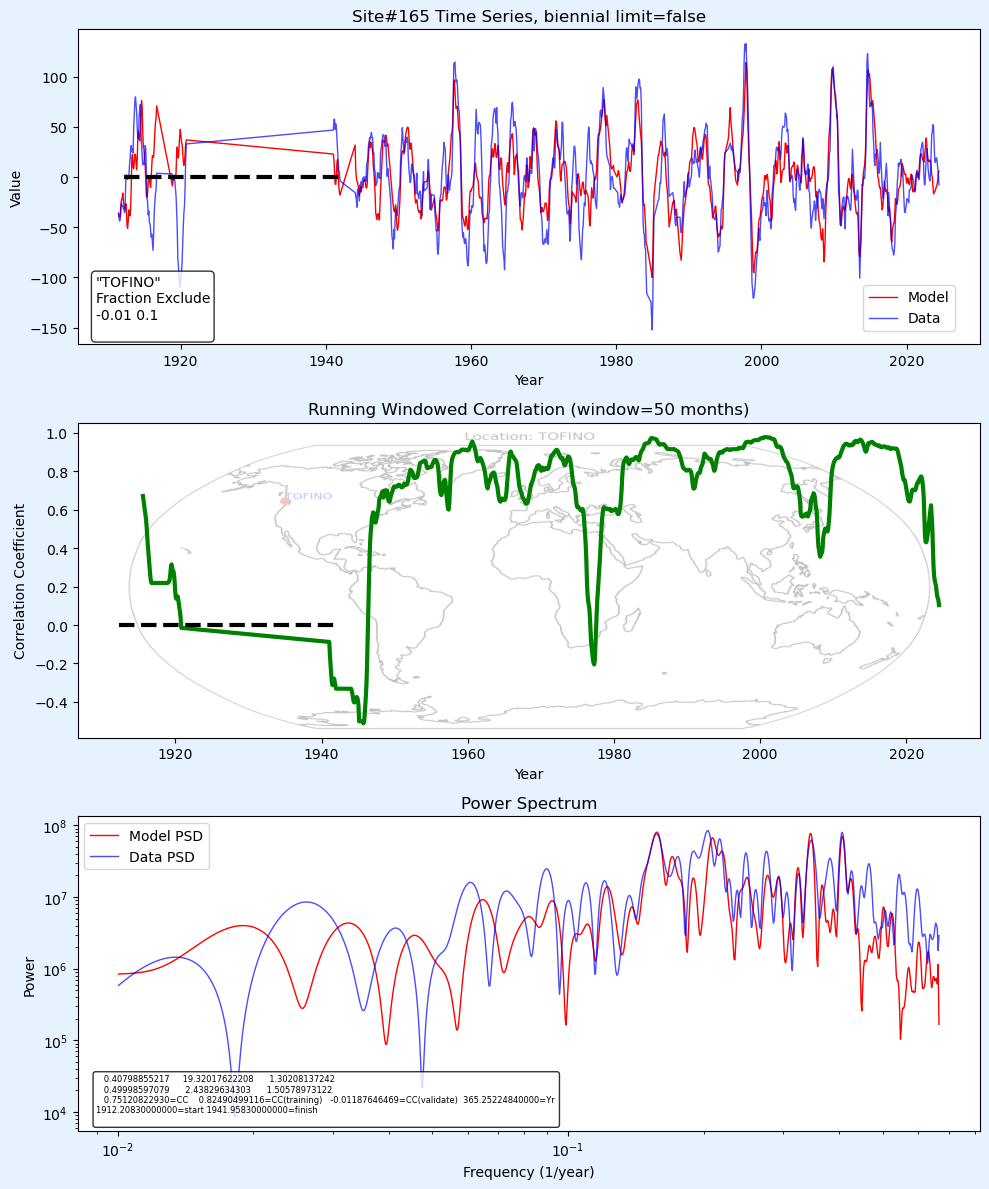 Site#165 Time Series, biennial limit=false
100
50
0
−50
−100
−150
Value
"TOFINO"
Fraction Exclude
-0.01 0.1
Model
Data
1920
1940
1960
1980
2000
2020
Year
Running Windowed Correlation (window=50 months)
1.0
0.8
0.6
0.4
0.2
0.0
−0.2
−0.4
Correlation Coefficient
Location: TOFINO
TOFINO
1920
1940
1960
1980
2000
2020
Year
Power Spectrum
10^8
10^7
10^6
10^5
10^4
Power
Model PSD
Data PSD
0.40798855217 19.32017622208 1.30208137242
0.49998597079 2.43829634303 1.50578973122
0.75120822930=CC 0.82490499116=CC(training) -0.01187646469=CC(validate) 365.25224840000=Yr
1912.20830000000=start 1941.95830000000=finish
10^−2
10^−1
Frequency (1/year)